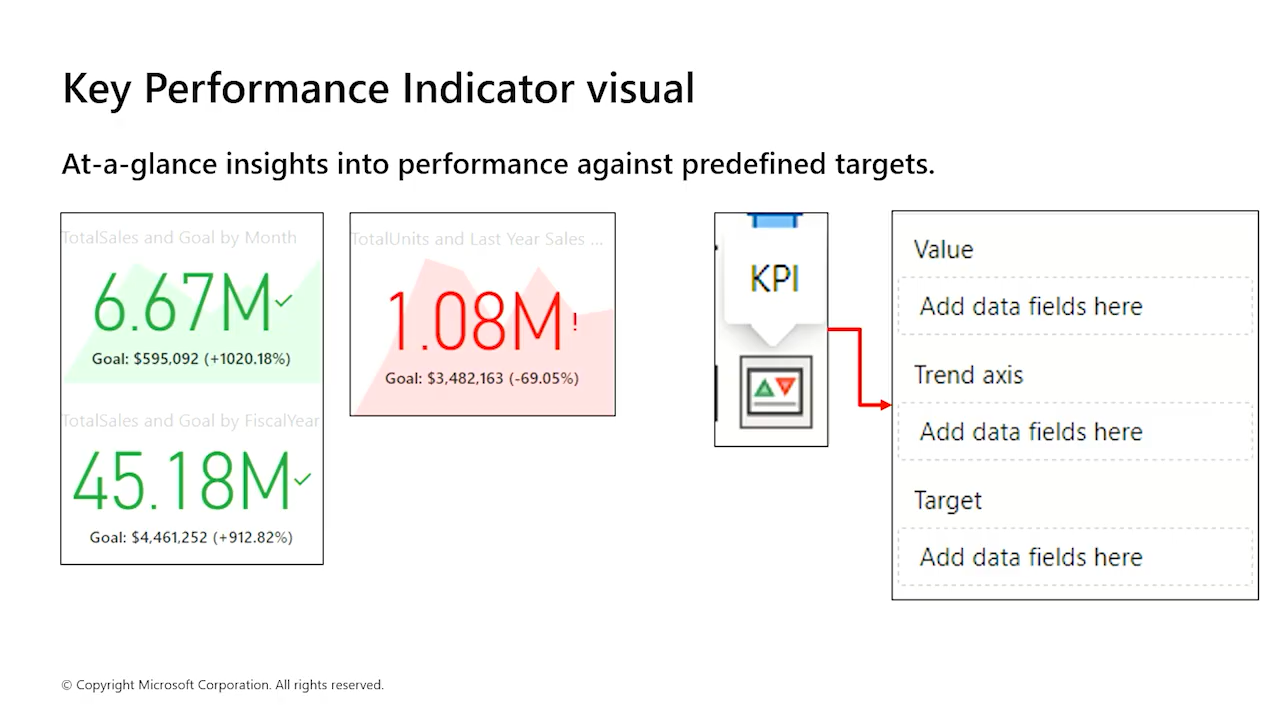 Key Performance Indicator visual
At-a-glance insights into performance against predefined targets.
TotalSales and Goal by Month
6.67M
Goal: $595,092 (+1020.18%)
TotalSales and Goal by FiscalYear
45.18M
Goal: $4,461,252 (+912.82%)
TotalUnits and Last Year Sales ...
1.08M!
Goal: $3,482,163 (-69.05%)
KPI
Value
Add data fields here
Trend axis
Add data fields here
Target
Add data fields here
© Copyright Microsoft Corporation. All rights reserved.